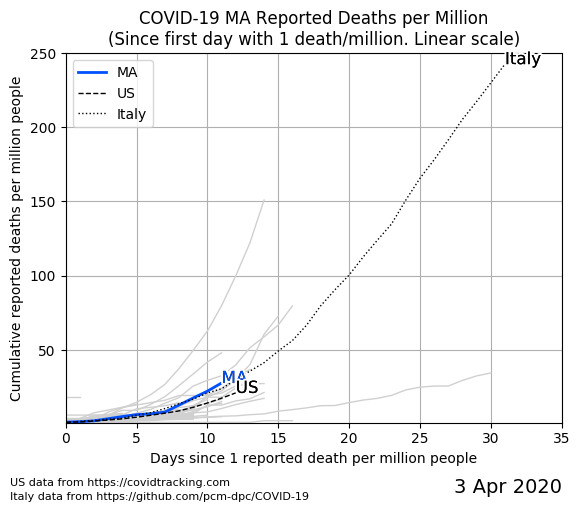 COVID-19 MA Reported Deaths per Million
(Since first day with 1 death/million. Linear scale)
Cumulative reported deaths per million people
250
200
150
100
50
MA
US
Italy
Italy
MA
US
0
5
10
15
20
25
30
35
Days since 1 reported death per million people
US data from https://covidtracking.com
Italy data from https://github.com/pcm-dpc/COVID-19
3 Apr 2020